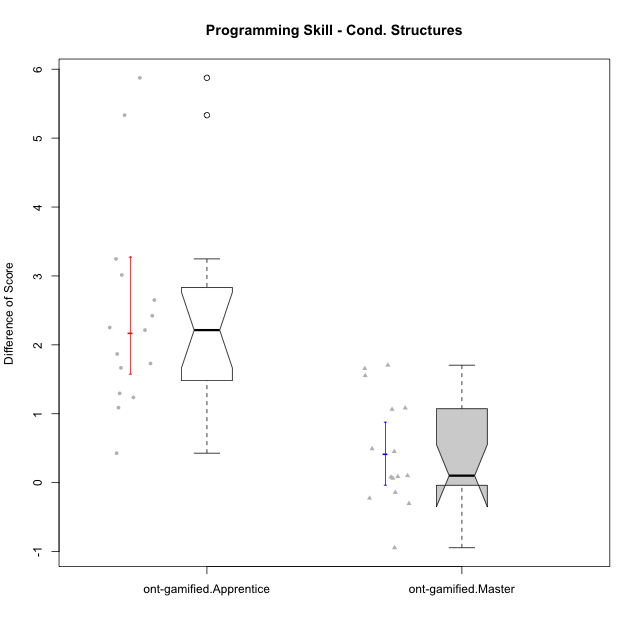 Programming Skill - Cond. Structures
Difference of Score
6
5
4
3
2
1
0
-1
ont-gamified.Apprentice
ont-gamified.Master